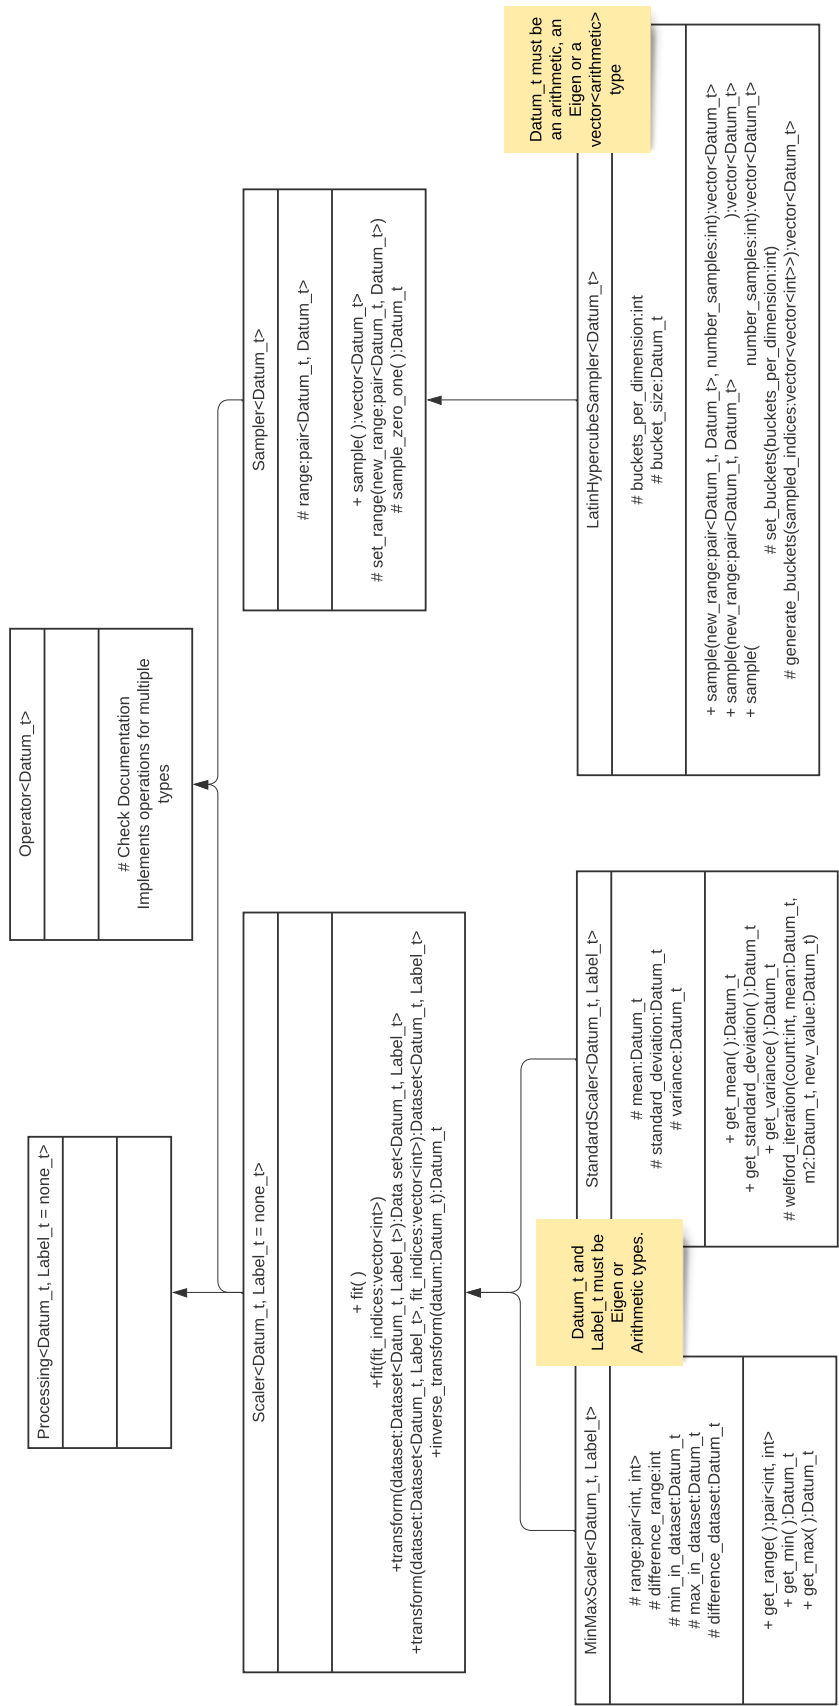 Processing<Datum_t, Label_t = none_t>
Operator<Datum_t>
# Check Documentation
Implements operations for multiple
types
Scaler<Datum_t, Label_t = none_t>
+ fit( )
+fit(fit_indices:vector<int>)
+transform(dataset:Dataset<Datum_t, Label_t>):Data set<Datum_t, Label_t>
+transform(dataset:Dataset<Datum_t, Label_t>, fit_indices:vector<int>):Dataset<Datum_t, Label_t>
+inverse_transform(datum:Datum_t):Datum_t
Sampler<Datum_t>
# range:pair<Datum_t, Datum_t>
+ sample( ):vector<Datum_t>
# set_range(new_range:pair<Datum_t, Datum_t>)
# sample_zero_one( ):Datum_t
MinMaxScaler<Datum_t, Label_t>
# range:pair<int, int>
# difference_range:int
# min_in_dataset:Datum_t
# max_in_dataset:Datum_t
# difference_dataset:Datum_t
+ get_range( ):pair<int, int>
+ get_min( ):Datum_t
+ get_max( ):Datum_t
Datum_t and
Label_t must be
Eigen or
Arithmetic types.
StandardScaler<Datum_t, Label_t>
# mean:Datum_t
# standard_deviation:Datum_t
# variance:Datum_t
+ get_mean( ):Datum_t
+ get_standard_deviation( ):Datum_t
+ get_variance( ):Datum_t
# welford_iteration(count:int, mean:Datum_t,
m2:Datum_t, new_value:Datum_t)
LatinHypercubeSampler<Datum_t>
# buckets_per_dimension:int
# bucket_size:Datum_t
+ sample(new_range:pair<Datum_t, Datum_t>, number_samples:int):vector<Datum_t>
+ sample(new_range:pair<Datum_t, Datum_t> ):vector<Datum_t>
+ sample( number_samples:int):vector<Datum_t>
# set_buckets(buckets_per_dimension:int)
# generate_buckets(sampled_indices:vector<vector<int>>):vector<Datum_t>
Datum_t must be
an arithmetic, an
Eigen or a
vector<arithmetic>
type